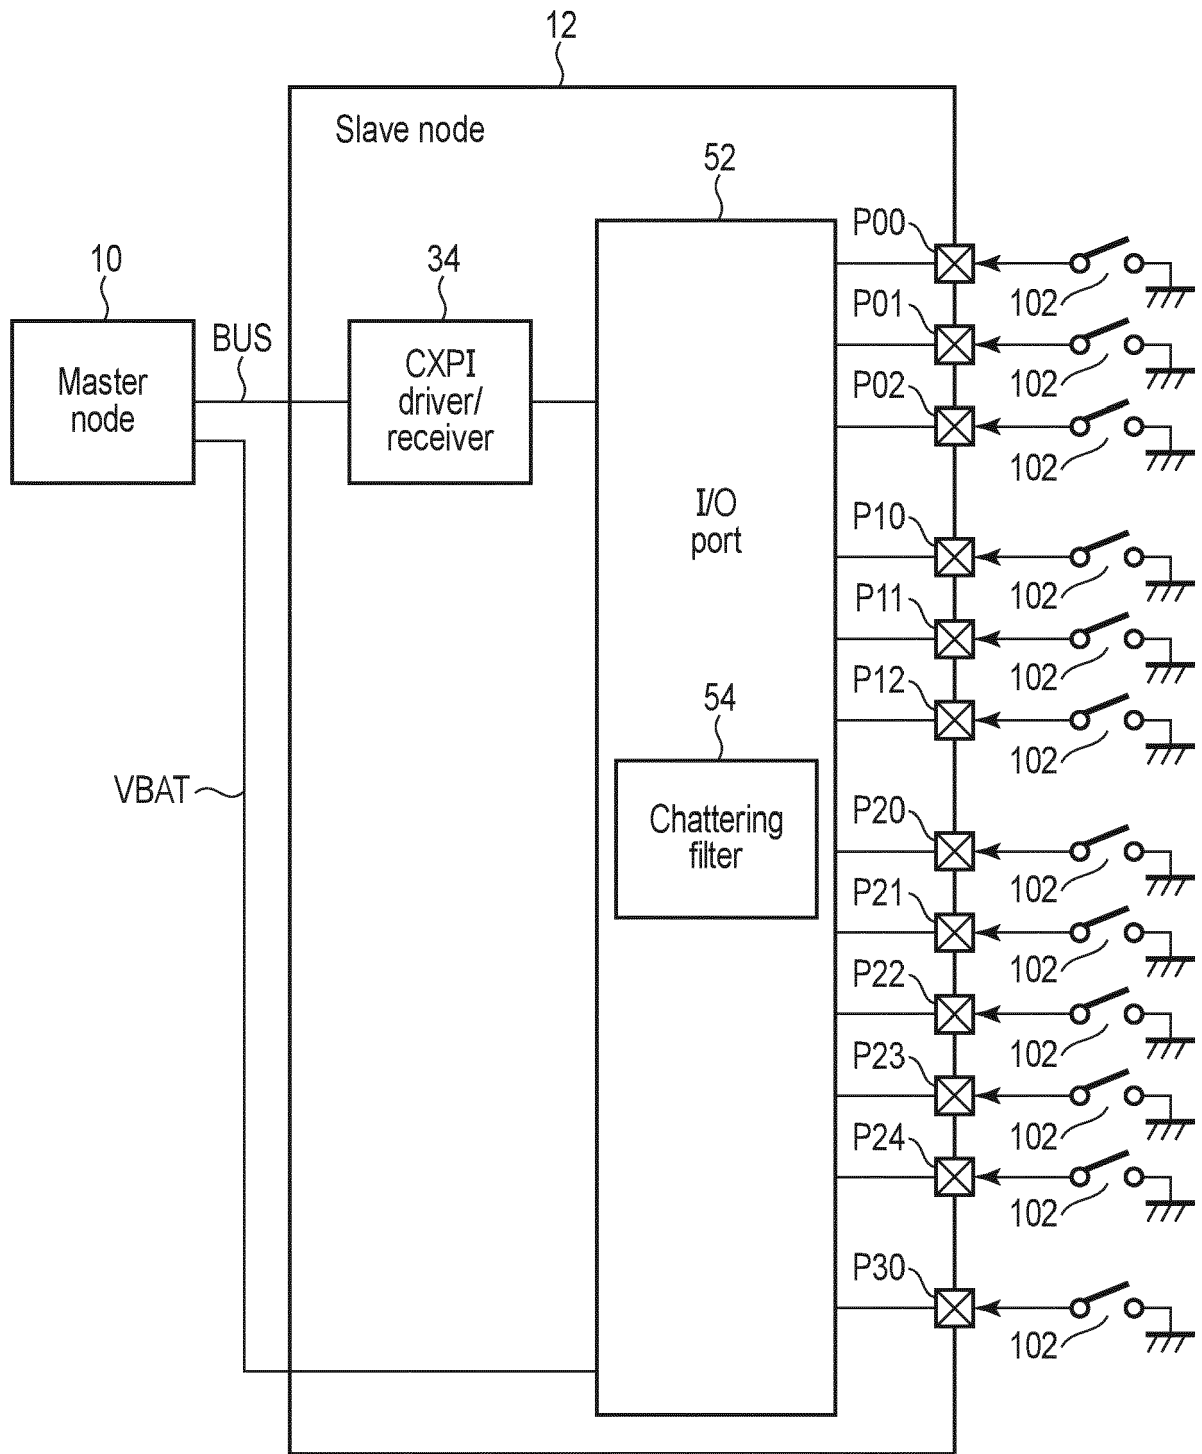 12
Slave node
52
P00
10
34
102
P01
BUS
Master
node
CXPI
driver/
receiver
102
P02
102
I/O
port
P10
102
P11
102
54
P12
102
VBAT
Chattering
filter
P20
102
P21
102
P22
102
P23
102
P24
102
P30
102